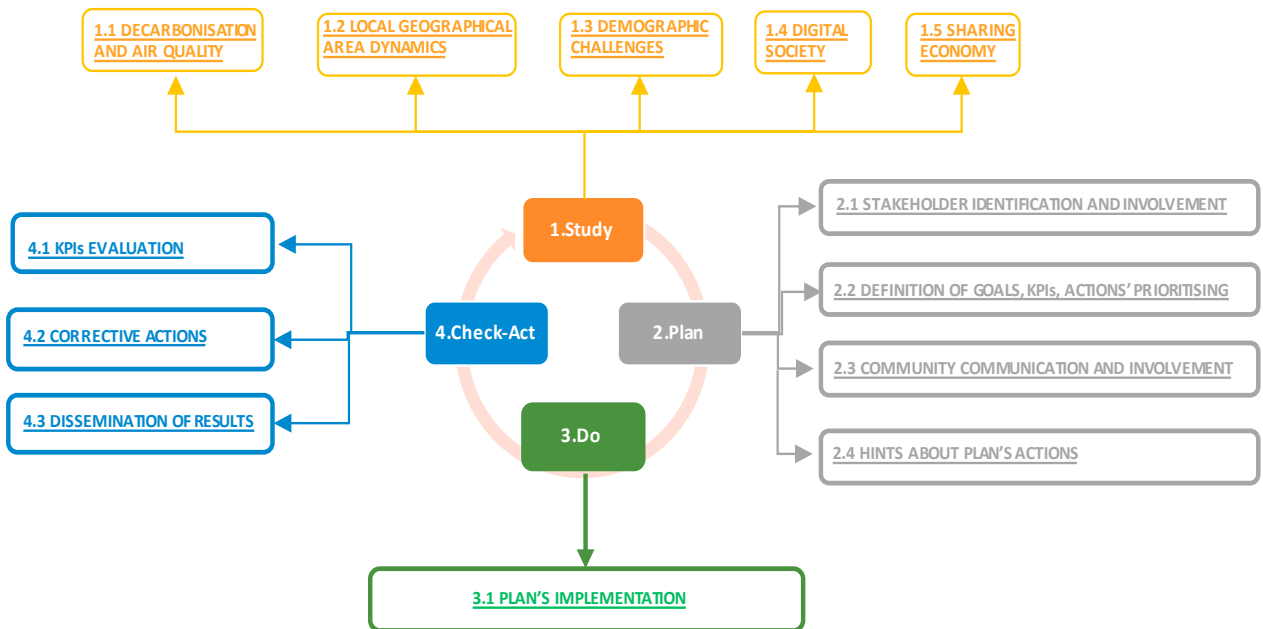 1.1 DECARBONISATION
AND AIR QUALITY
1.2 LOCAL GEOGRAPHICAL
AREA DYNAMICS
1.3 DEMOGRAPHIC
CHALLENGES
1.4 DIGITAL
SOCIETY
1.5 SHARING
ECONOMY
1.Study
2.Plan
3.Do
4.Check-Act
2.1 STAKEHOLDER IDENTIFICATION AND INVOLVEMENT
2.2 DEFINITION OF GOALS, KPIs, ACTIONS’ PRIORITISING
2.3 COMMUNITY COMMUNICATION AND INVOLVEMENT
2.4 HINTS ABOUT PLAN’S ACTIONS
3.1 PLAN’S IMPLEMENTATION
4.1 KPIs EVALUATION
4.2 CORRECTIVE ACTIONS
4.3 DISSEMINATION OF RESULTS